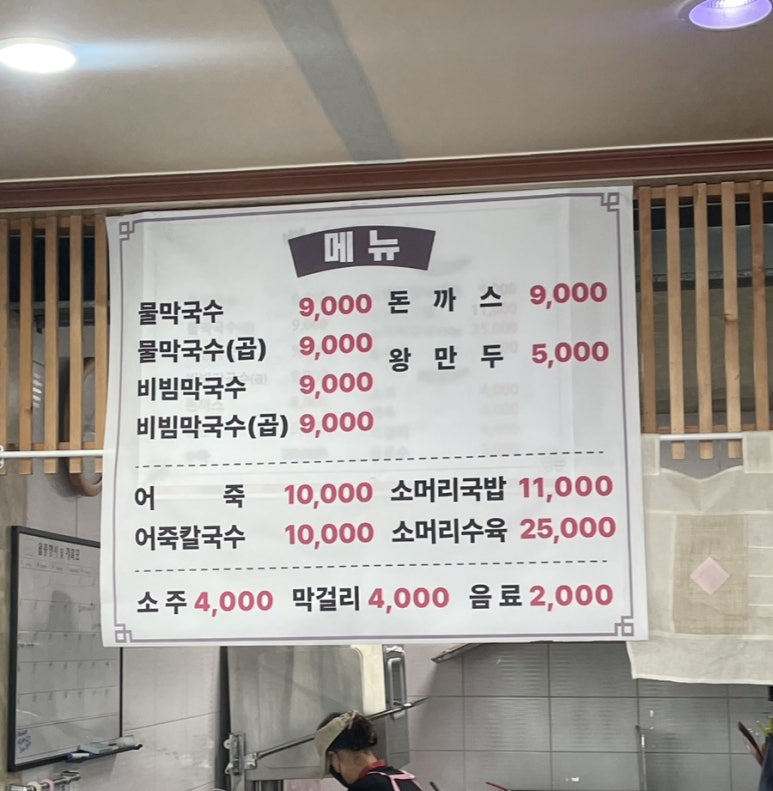 메뉴
물막국수 9,000 돈 까 스 9,000
물막국수(곱) 9,000
왕 만 두 5,000
비빔막국수 9,000
비빔막국수(곱) 9,000
어 죽 10,000 소머리국밥 11,000
어죽칼국수 10,000 소머리수육 25,000
소주 4,000 막걸리 4,000 음료 2,000